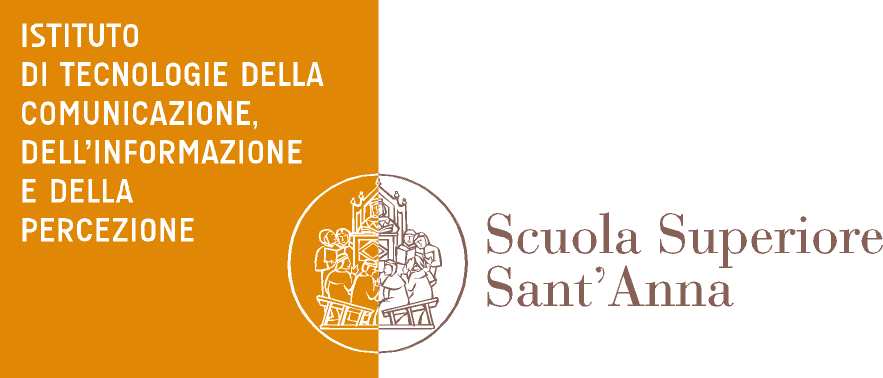 ISTITUTO
DI TECNOLOGIE DELLA
COMUNICAZIONE,
DELL'INFORMAZIONE
E DELLA
PERCEZIONE
Scuola Superiore
Sant'Anna